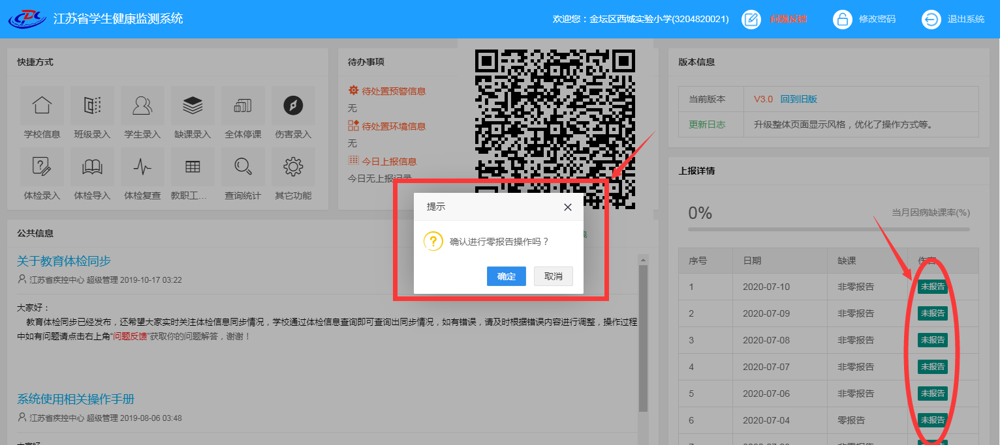 江苏省学生健康监测系统
欢迎您：金坛区西城实验小学(3204820021)
问题反馈
修改密码
退出系统
快捷方式
学校信息
班级录入
学生录入
缺课录入
全体停课
伤害录入
体检录入
体检导入
体检复查
教职工...
查询统计
其它功能
待办事项
待处置预警信息
无
待处置环境信息
无
今日上报信息
今日无上报记录
版本信息
当前版本
V3.0 回到旧版
更新日志
升级整体页面显示风格，优化了操作方式等。
公共信息
关于教育体检同步
江苏省疾控中心 超级管理 2019-10-17 03:22
大家好：
教育体检同步已经发布，还希望大家实时关注体检信息同步情况，学校通过体检信息查询即可查询出同步情况，如有错误，请及时根据错误内容进行调整，操作过程
中如有问题请点击右上角“问题反馈”获取你的问题解答，谢谢！
系统使用相关操作手册
江苏省疾控中心 超级管理 2019-08-06 03:48
大家好：
提示
确认进行零报告操作吗？
确定
取消
上报详情
0%
当月因病缺课率(%)
序号 日期 缺课 伤害
1 2020-07-10 非零报告 未报告
2 2020-07-09 非零报告 未报告
3 2020-07-08 非零报告 未报告
4 2020-07-07 非零报告 未报告
5 2020-07-06 非零报告 未报告
6 2020-07-04 零报告 未报告